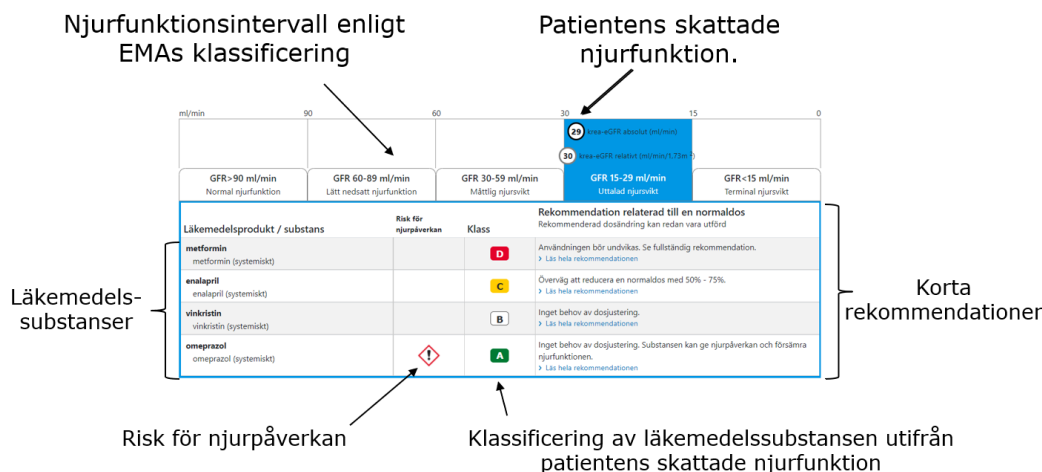 Njurfunktionsintervall enligt
EMAs klassificering
Patientens skattade
njurfunktion.
ml/min
90
60
30
15
0
29 krea-eGFR absolut (ml/min)
30 krea-eGFR relativt (ml/min/1.73m²)
GFR>90 ml/min
Normal njurfunktion
GFR 60-89 ml/min
Lätt nedsatt njurfunktion
GFR 30-59 ml/min
Måttlig njursvikt
GFR 15-29 ml/min
Uttalad njursvikt
GFR<15 ml/min
Terminal njursvikt
Läkemedelsprodukt / substans
Risk för
njurpåverkan
Klass
Rekommendation relaterad till en normaldos
Rekommenderad dosändring kan redan vara utförd
metformin
metformin (systemiskt)
D
Användningen bör undvikas. Se fullständig rekommendation.
> Läs hela rekommendationen
enalapril
enalapril (systemiskt)
C
Överväg att reducera en normaldos med 50% - 75%.
> Läs hela rekommendationen
vinkristin
vinkristin (systemiskt)
B
Inget behov av dosjustering.
> Läs hela rekommendationen
omeprazol
omeprazol (systemiskt)
!
A
Inget behov av dosjustering. Substansen kan ge njurpåverkan och försämra
njurfunktionen.
> Läs hela rekommendationen
Läkemedels-
substanser
Korta
rekommendationer
Risk för njurpåverkan
Klassificering av läkemedelssubstansen utifrån
patientens skattade njurfunktion